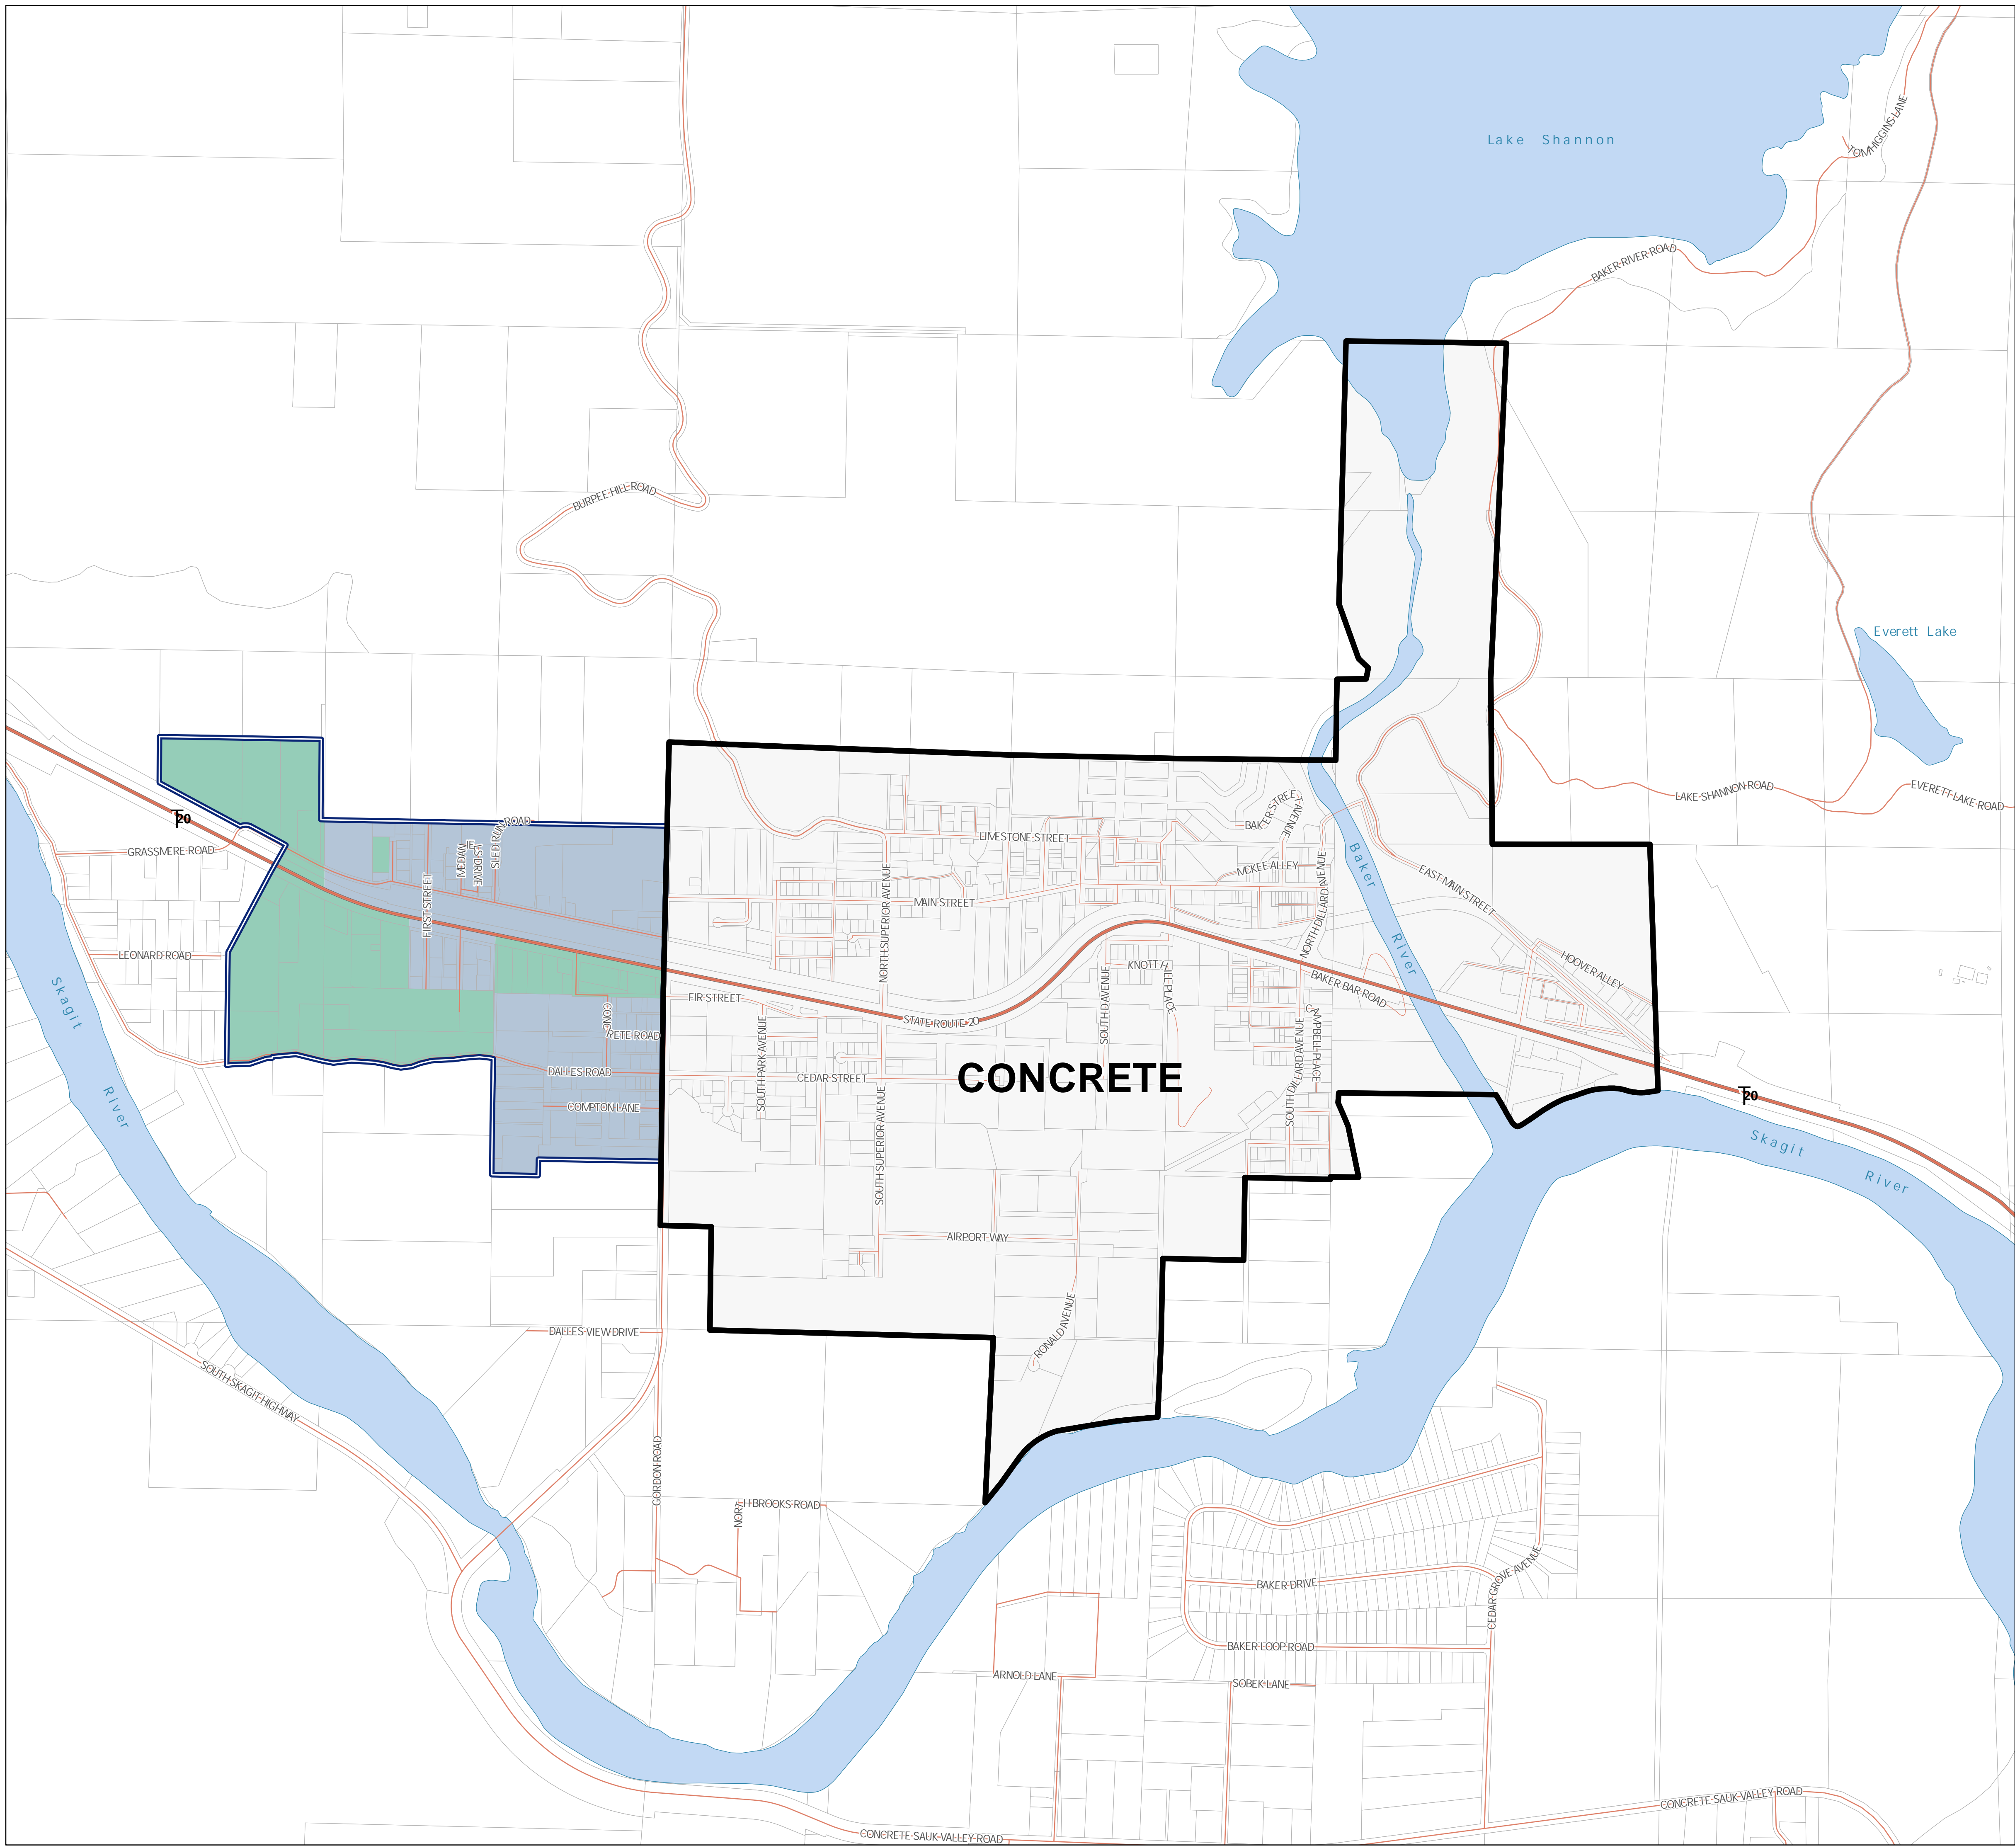 Lake Shannon
TOM HIGGINS LANE
BAKER RIVER ROAD
BURPEE HILL ROAD
Everett Lake
LAKE SHANNON ROAD
EVERETT LAKE ROAD
20
GRASSMERE ROAD
LEONARD ROAD
FIRST STREET
SLED RUN ROAD
LIMESTONE STREET
BAKER STREET
MCKEE ALLEY
MAIN STREET
NORTH SUPERIOR AVENUE
NORTH DILLARD AVENUE
Baker River
EAST MAIN STREET
HOOVER ALLEY
BAKER BAR ROAD
KNOTT HILL PLACE
SOUTH D AVENUE
FIR STREET
STATE ROUTE 20
CONCRETE ROAD
SOUTH PARK AVENUE
CEDAR STREET
CONCRETE
SOUTH DILLARD AVENUE
CAMPBELL PLACE
DALLES ROAD
COMPTON LANE
SOUTH SUPERIOR AVENUE
20
Skagit River
Skagit River
AIRPORT WAY
RONALD AVENUE
DALLES VIEW DRIVE
SOUTH SKAGIT HIGHWAY
GORDON ROAD
NORTH BROOKS ROAD
BAKER DRIVE
CEDAR GROVE AVENUE
BAKER LOOP ROAD
ARNOLD LANE
SOBEK LANE
CONCRETE SAUK VALLEY ROAD
CONCRETE SAUK VALLEY ROAD